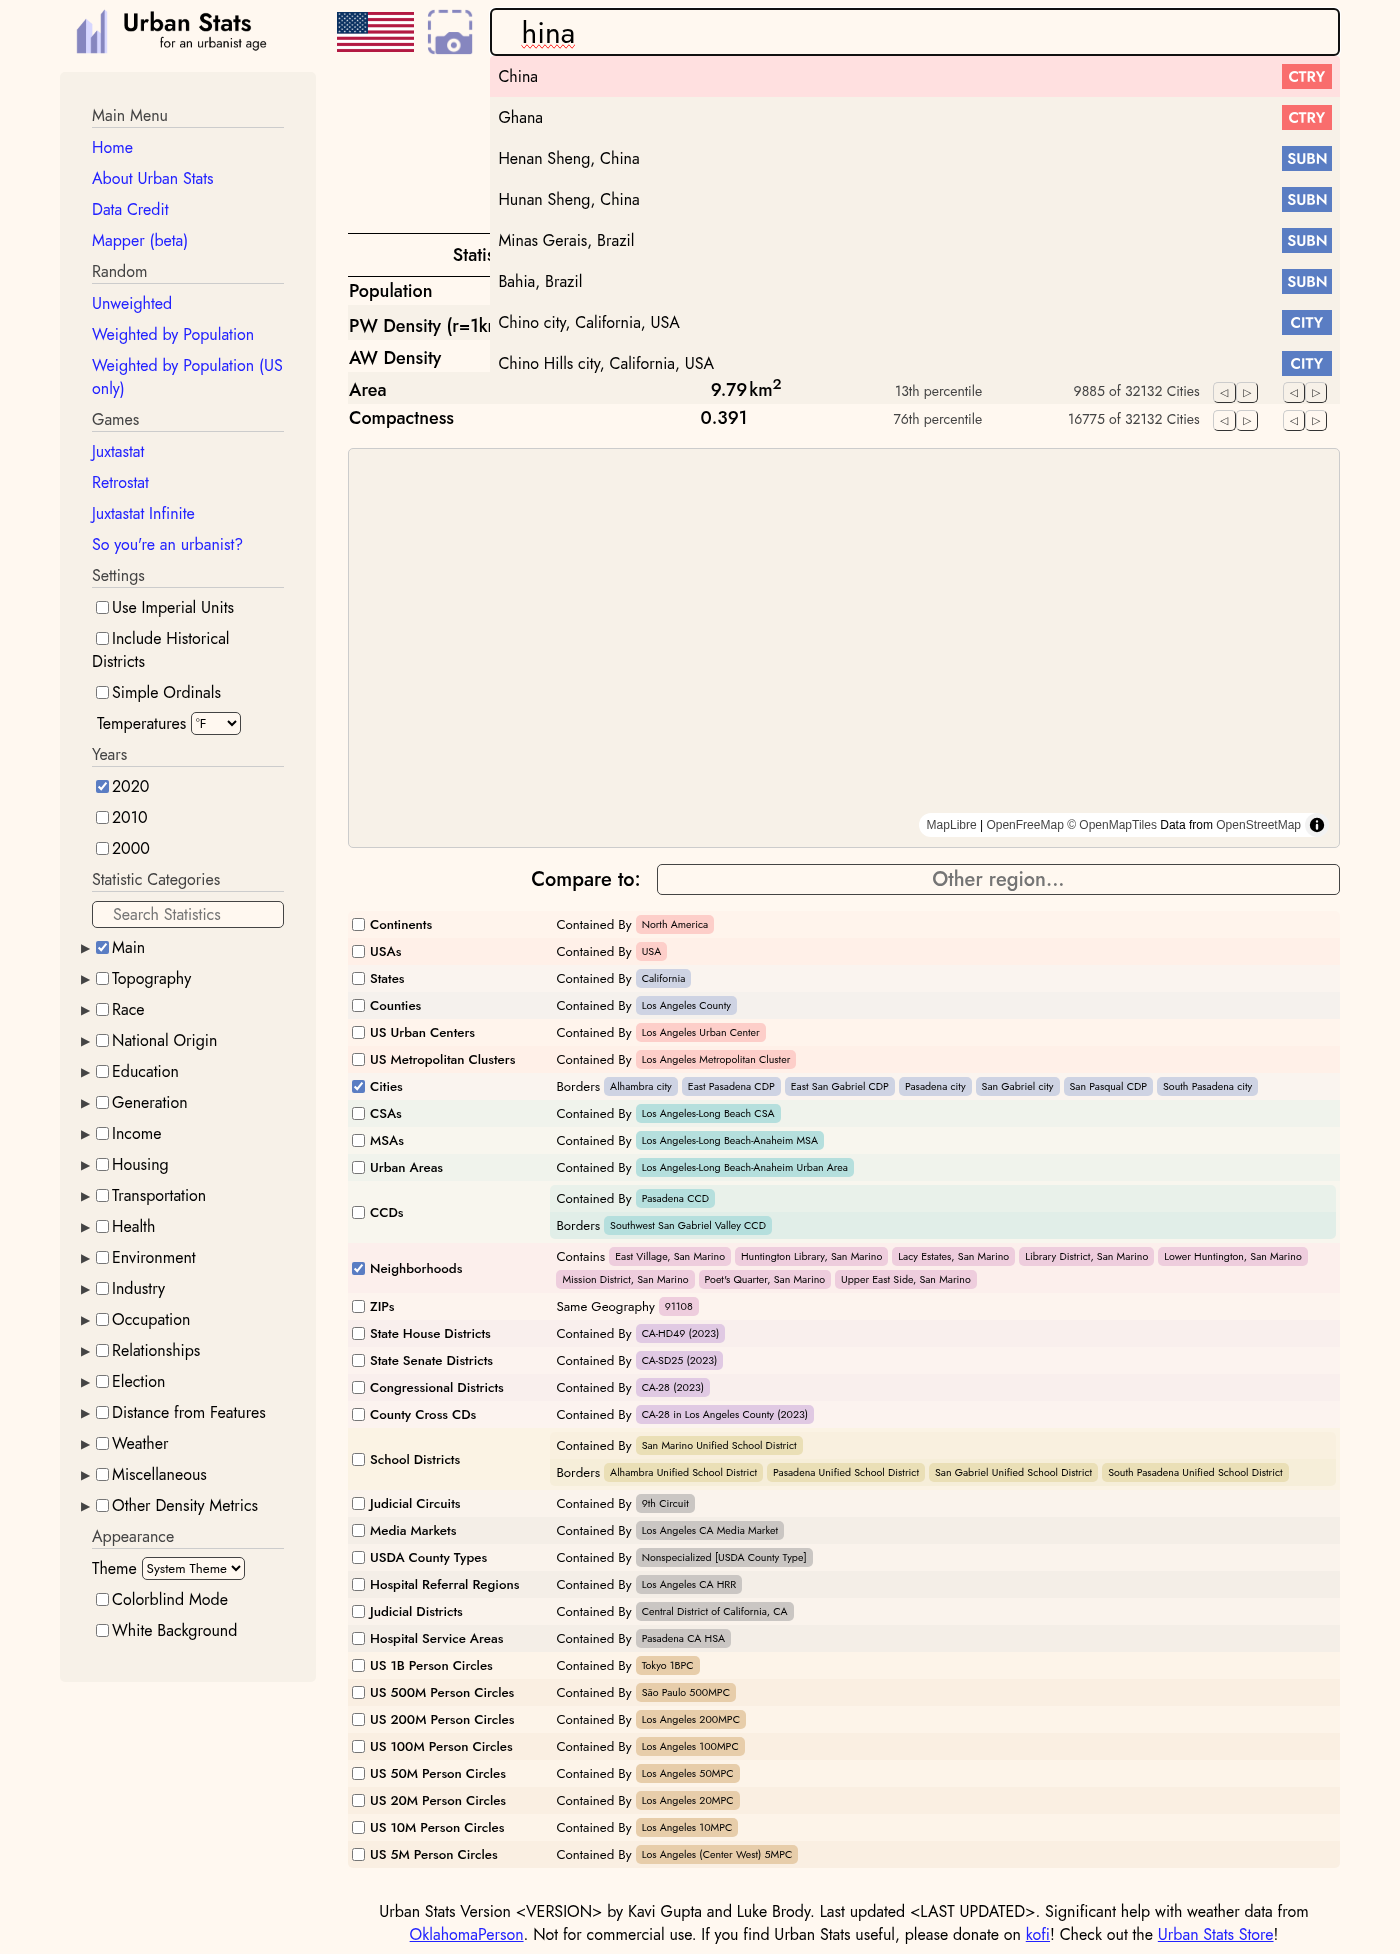 Urban Stats
for an urbanist age
hina
China CTRY
Ghana CTRY
Henan Sheng, China SUBN
Hunan Sheng, China SUBN
Minas Gerais, Brazil SUBN
Bahia, Brazil SUBN
Chino city, California, USA CITY
Chino Hills city, California, USA CITY
Main Menu
Home
About Urban Stats
Data Credit
Mapper (beta)
Random
Unweighted
Weighted by Population
Weighted by Population (US
only)
Games
Juxtastat
Retrostat
Juxtastat Infinite
So you're an urbanist?
Settings
Use Imperial Units
Include Historical
Districts
Simple Ordinals
Temperatures °F
Years
2020
2010
2000
Statistic Categories
Search Statistics
▶ Main
▶ Topography
▶ Race
▶ National Origin
▶ Education
▶ Generation
▶ Income
▶ Housing
▶ Transportation
▶ Health
▶ Environment
▶ Industry
▶ Occupation
▶ Relationships
▶ Election
▶ Distance from Features
▶ Weather
▶ Miscellaneous
▶ Other Density Metrics
Appearance
Theme System Theme
Colorblind Mode
White Background
Statis
Population
PW Density (r=1k
AW Density
Area 9.79 km² 13th percentile 9885 of 32132 Cities ◁ ▷ ◁ ▷
Compactness 0.391 76th percentile 16775 of 32132 Cities ◁ ▷ ◁ ▷
MapLibre | OpenFreeMap © OpenMapTiles Data from OpenStreetMap
Compare to: Other region...
Continents Contained By North America
USAs Contained By USA
States Contained By California
Counties Contained By Los Angeles County
US Urban Centers Contained By Los Angeles Urban Center
US Metropolitan Clusters Contained By Los Angeles Metropolitan Cluster
Cities Borders Alhambra city East Pasadena CDP East San Gabriel CDP Pasadena city San Gabriel city San Pasqual CDP South Pasadena city
CSAs Contained By Los Angeles-Long Beach CSA
MSAs Contained By Los Angeles-Long Beach-Anaheim MSA
Urban Areas Contained By Los Angeles-Long Beach-Anaheim Urban Area
CCDs Contained By Pasadena CCD
Borders Southwest San Gabriel Valley CCD
Neighborhoods Contains East Village, San Marino Huntington Library, San Marino Lacy Estates, San Marino Library District, San Marino Lower Huntington, San Marino
Mission District, San Marino Poet's Quarter, San Marino Upper East Side, San Marino
ZIPs Same Geography 91108
State House Districts Contained By CA-HD49 (2023)
State Senate Districts Contained By CA-SD25 (2023)
Congressional Districts Contained By CA-28 (2023)
County Cross CDs Contained By CA-28 in Los Angeles County (2023)
School Districts Contained By San Marino Unified School District
Borders Alhambra Unified School District Pasadena Unified School District San Gabriel Unified School District South Pasadena Unified School District
Judicial Circuits Contained By 9th Circuit
Media Markets Contained By Los Angeles CA Media Market
USDA County Types Contained By Nonspecialized [USDA County Type]
Hospital Referral Regions Contained By Los Angeles CA HRR
Judicial Districts Contained By Central District of California, CA
Hospital Service Areas Contained By Pasadena CA HSA
US 1B Person Circles Contained By Tokyo 1BPC
US 500M Person Circles Contained By São Paulo 500MPC
US 200M Person Circles Contained By Los Angeles 200MPC
US 100M Person Circles Contained By Los Angeles 100MPC
US 50M Person Circles Contained By Los Angeles 50MPC
US 20M Person Circles Contained By Los Angeles 20MPC
US 10M Person Circles Contained By Los Angeles 10MPC
US 5M Person Circles Contained By Los Angeles (Center West) 5MPC
Urban Stats Version <VERSION> by Kavi Gupta and Luke Brody. Last updated <LAST UPDATED>. Significant help with weather data from
OklahomaPerson. Not for commercial use. If you find Urban Stats useful, please donate on kofi! Check out the Urban Stats Store!